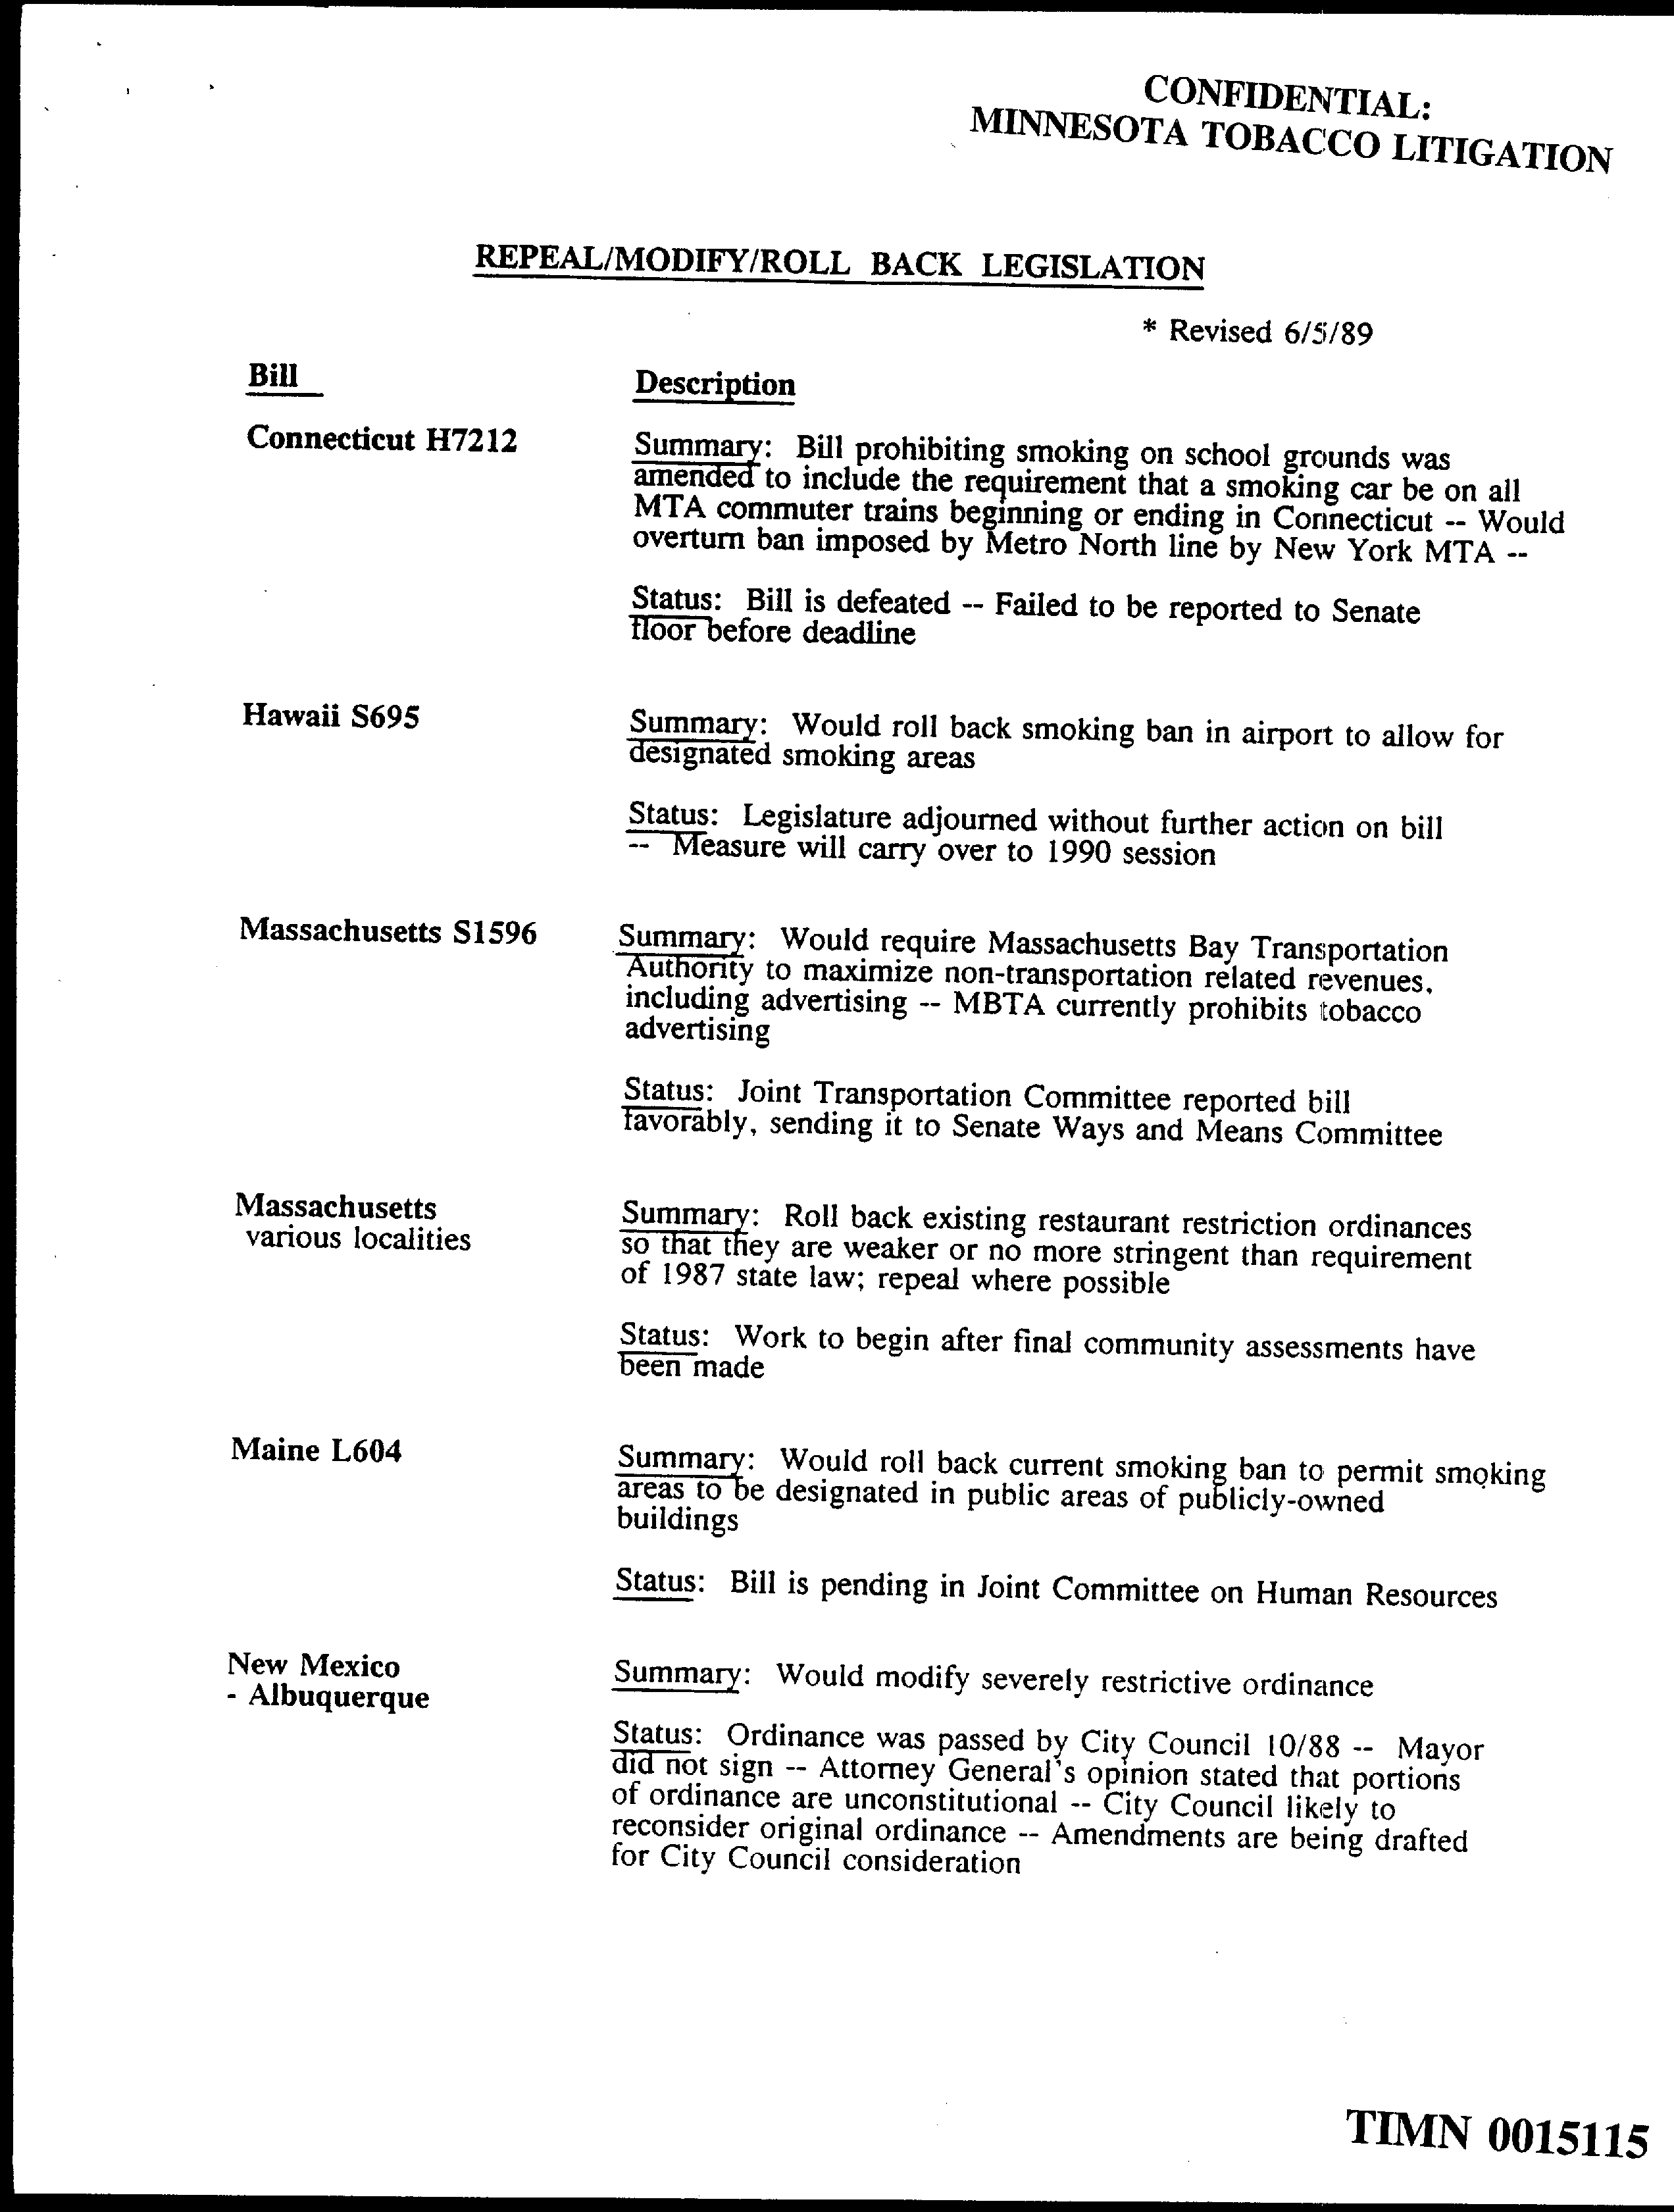 CONFIDENTIAL:
MINNESOTA TOBACCO LITIGATION
REPEAL/MODIFY/ROLL BACK LEGISLATION
* Revised 6/5/89
Bill
Description
Connecticut H7212
Summary: Bill prohibiting smoking on school grounds was
amended to include the requirement that a smoking car be on all
MTA commuter trains beginning or ending in Connecticut -- Would
overturn ban imposed by Metro North line by New York MTA --
Status: Bill is defeated -- Failed to be reported to Senate
floor before deadline
Hawaii S695
Summary: Would roll back smoking ban in airport to allow for
designated smoking areas
Status: Legislature adjourned without further action on bill
-- Measure will carry over to 1990 session
Massachusetts S1596
Summary: Would require Massachusetts Bay Transportation
Authority to maximize non-transportation related revenues,
including advertising -- MBTA currently prohibits tobacco
advertising
Status: Joint Transportation Committee reported bill
favorably, sending it to Senate Ways and Means Committee
Massachusetts
various localities
Summary: Roll back existing restaurant restriction ordinances
so that they are weaker or no more stringent than requirement
of 1987 state law; repeal where possible
Status: Work to begin after final community assessments have
been made
Maine L604
Summary: Would roll back current smoking ban to permit smoking
areas to be designated in public areas of publicly-owned
buildings
Status: Bill is pending in Joint Committee on Human Resources
New Mexico
- Albuquerque
Summary: Would modify severely restrictive ordinance
Status: Ordinance was passed by City Council 10/88 -- Mayor
did not sign -- Attorney General's opinion stated that portions
of ordinance are unconstitutional -- City Council likely to
reconsider original ordinance -- Amendments are being drafted
for City Council consideration
TIMN 0015115